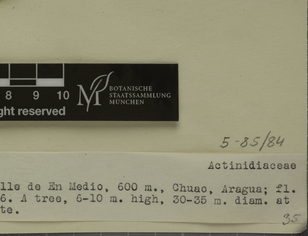 8 9 10
ght reserved
BOTANISCHE
STAATSSAMMLUNG
MÜNCHEN
5-85/84
Actinidiaceae
lle de En Medio, 600 m., Chuao, Aragua; fl.
6. A tree, 6-10 m. high, 30-35 m. diam. at
te.
35